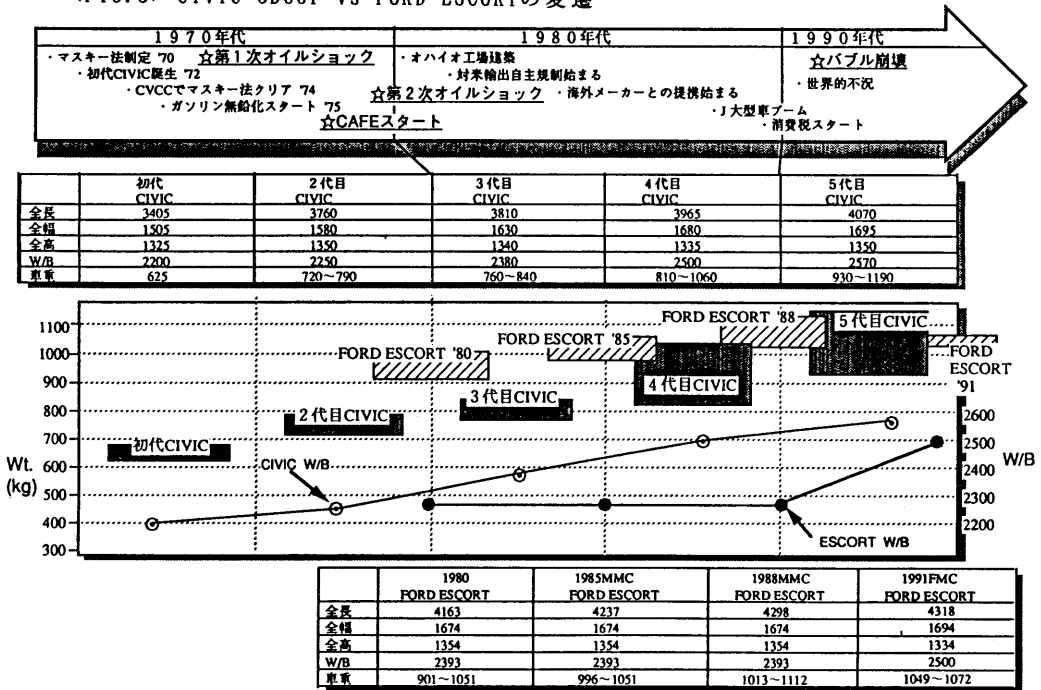 CIVIC 3DOOR VS FORD ESCORTの変遷
1970年代 1980年代 1990年代
・マスキー法制定 '70 ☆第1次オイルショック
・初代CIVIC誕生 '72
・CVCCでマスキー法クリア '74
・ガソリン無鉛化スタート '75
☆CAFEスタート
・オハイオ工場建築
・対米輸出自主規制始まる
☆第2次オイルショック ・海外メーカーとの提携始まる
・J大型車ブーム
・消費税スタート
☆バブル崩壊
・世界的不況
初代 2代目 3代目 4代目 5代目
CIVIC CIVIC CIVIC CIVIC CIVIC
全長 3405 3760 3810 3965 4070
全幅 1505 1580 1630 1680 1695
全高 1325 1350 1340 1335 1350
W/B 2200 2250 2380 2500 2570
車重 625 720～790 760～840 810～1060 930～1190
1100
1000
900
800
700
600
500
400
300
Wt.
(kg)
初代CIVIC
2代目CIVIC
3代目CIVIC
4代目CIVIC
5代目CIVIC
FORD ESCORT '80
FORD ESCORT '85
FORD ESCORT '88
FORD
ESCORT
'91
CIVIC W/B
ESCORT W/B
2600
2500
2400
2300
2200
W/B
1980 1985MMC 1988MMC 1991FMC
FORD ESCORT FORD ESCORT FORD ESCORT FORD ESCORT
全長 4163 4237 4298 4318
全幅 1674 1674 1674 1694
全高 1354 1354 1354 1334
W/B 2393 2393 2393 2500
車重 901～1051 996～1051 1013～1112 1049～1072